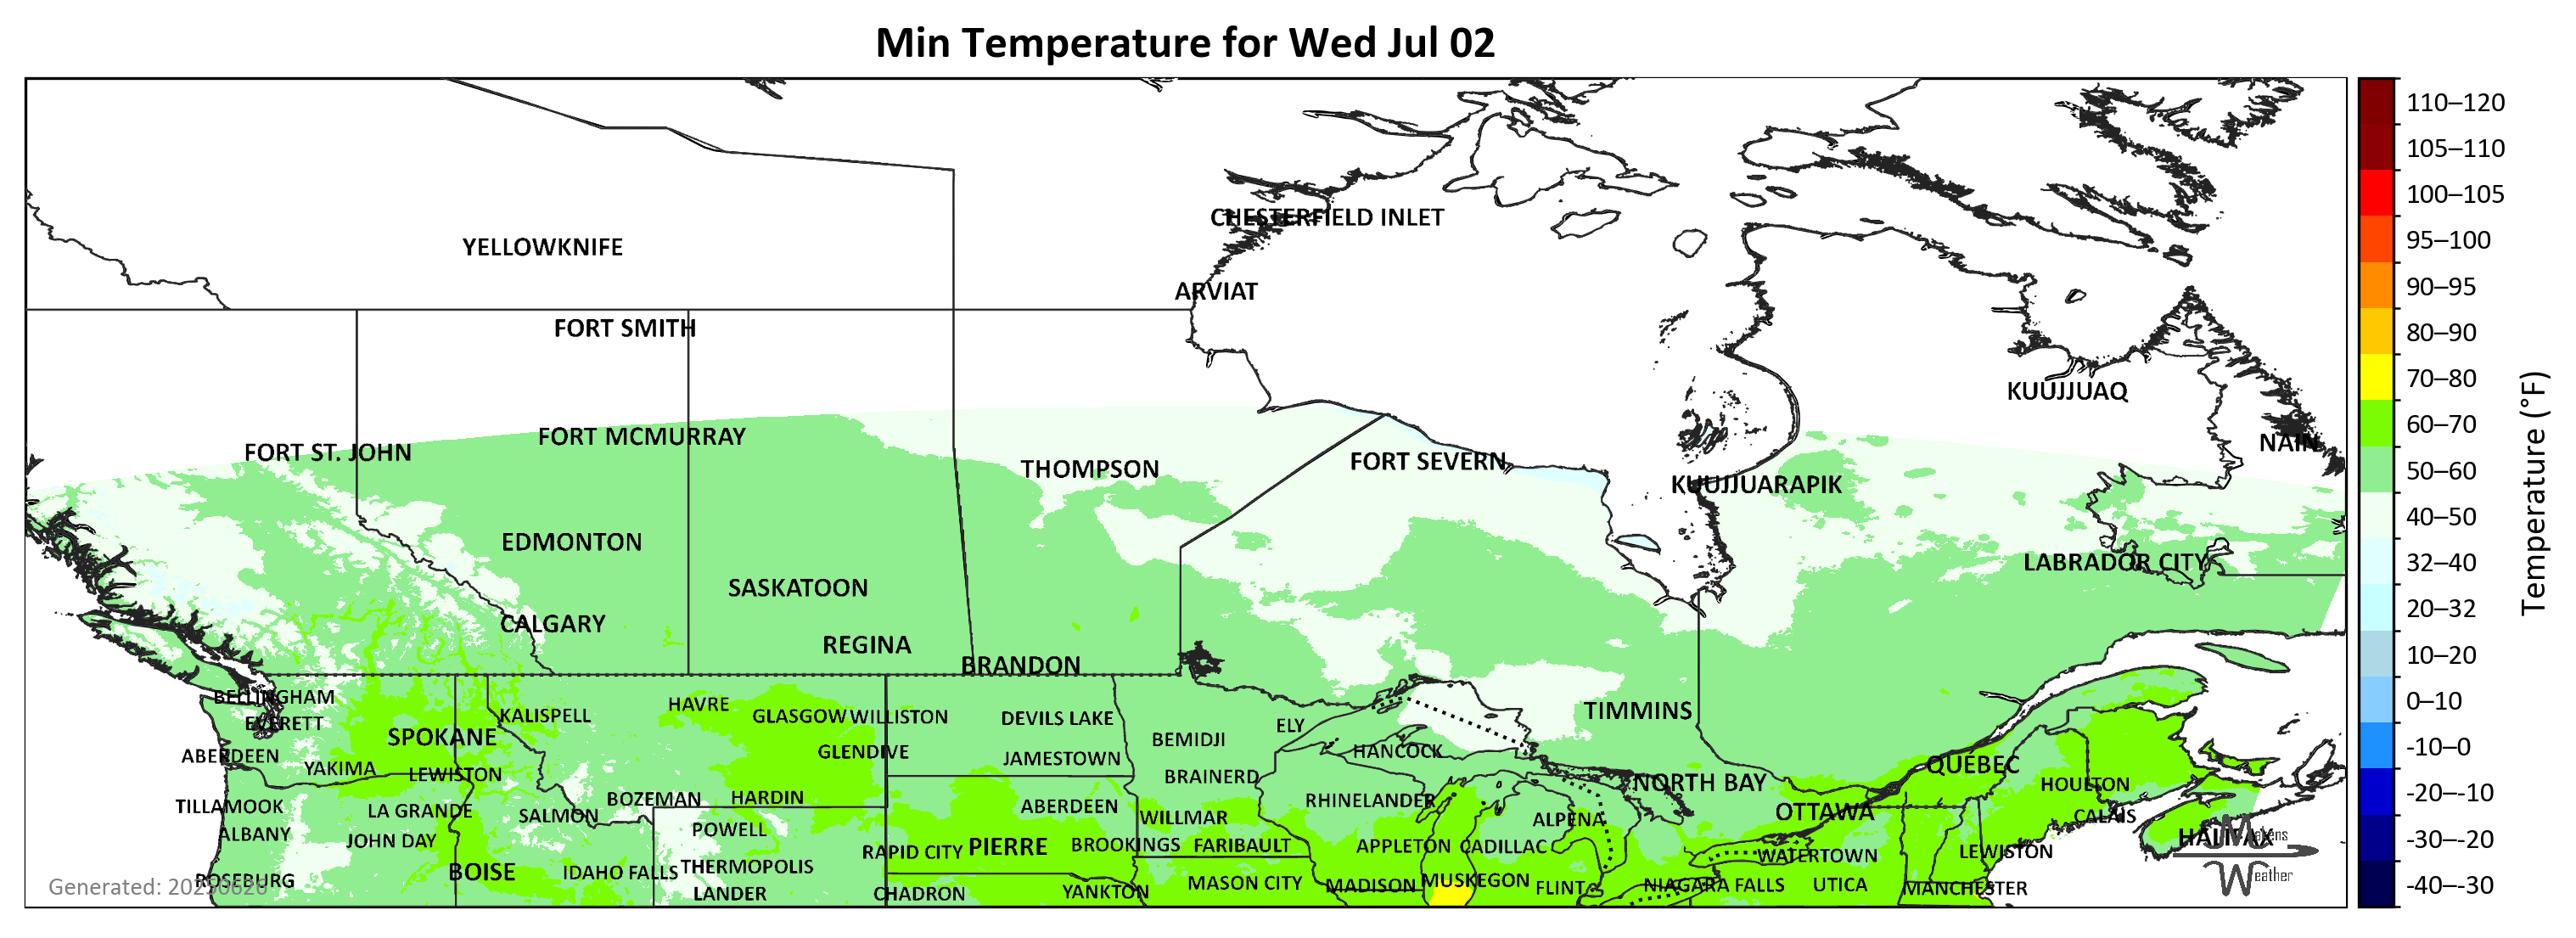 Min Temperature for Wed Jul 02
110–120
105–110
100–105
95–100
90–95
80–90
70–80
60–70
50–60
40–50
32–40
20–32
10–20
0–10
-10–0
-20–-10
-30–-20
-40–-30
Temperature (°F)
CHESTERFIELD INLET
YELLOWKNIFE
ARVIAT
FORT SMITH
KUUJJUAQ
FORT MCMURRAY
NAIN
FORT ST. JOHN
FORT SEVERN
THOMPSON
KUUJJUARAPIK
EDMONTON
LABRADOR CITY
SASKATOON
CALGARY
REGINA
BRANDON
BELLINGHAM
HAVRE
KALISPELL
GLASGOW
WILLISTON
DEVILS LAKE
TIMMINS
EVERETT
ELY
SPOKANE
BEMIDJI
GLENDIVE
HANCOCK
ABERDEEN
JAMESTOWN
QUÉBEC
YAKIMA
LEWISTON
BRAINERD
NORTH BAY
HOULTON
BOZEMAN
HARDIN
RHINELANDER
TILLAMOOK
LA GRANDE
SALMON
ABERDEEN
WILLMAR
ALPENA
OTTAWA
CALAIS
ALBANY
JOHN DAY
POWELL
HALIFAX
RAPID CITY
PIERRE
BROOKINGS
FARIBAULT
APPLETON
CADILLAC
WATERTOWN
LEWISTON
BOISE
IDAHO FALLS
THERMOPOLIS
ROSEBURG
MASON CITY
MADISON
MUSKEGON
FLINT
NIAGARA FALLS
UTICA
MANCHESTER
LANDER
CHADRON
YANKTON
Makens
Weather